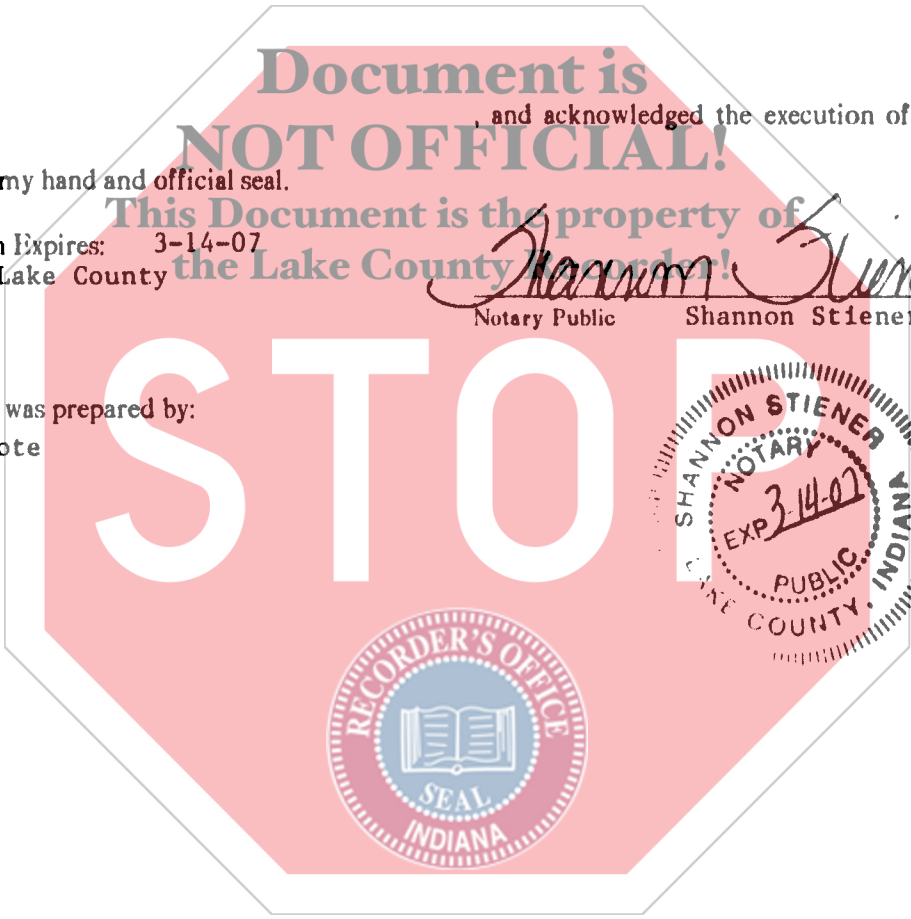 Document is
, and acknowledged the execution of
NOT OFFICIAL!
my hand and official seal.
This Document is the property of
Expires: 3-14-07
the Lake County Recorder!
Lake County
Shannon
Notary Public Shannon Stiener
STOP
was prepared by:
SHANNON STIENER
NOTARY
EXP 3-14-07
PUBLIC
LAKE COUNTY, INDIANA
RECORDER'S OFFICE
SEAL
INDIANA